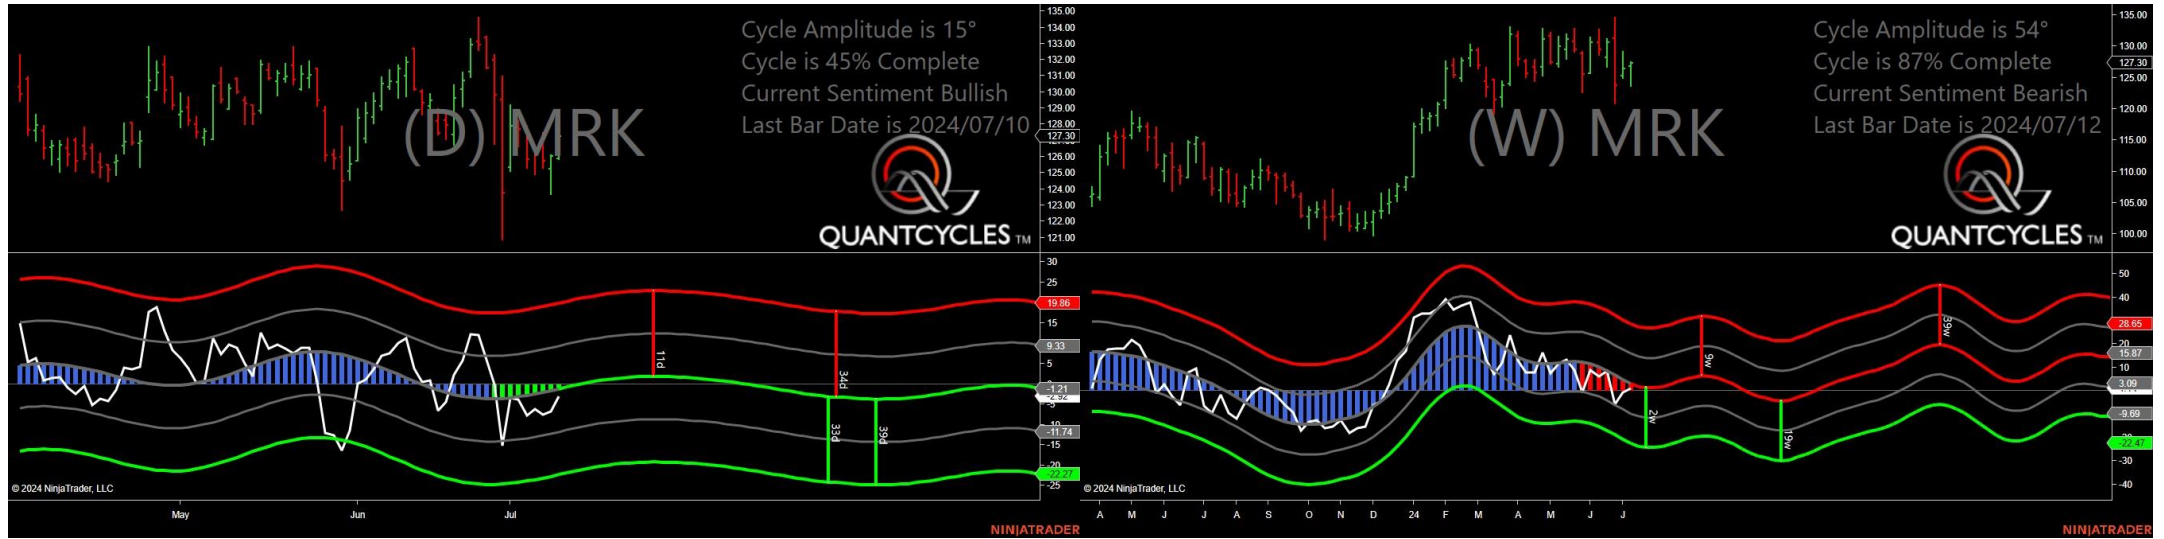 Cycle Amplitude is 15°
Cycle is 45% Complete
Current Sentiment Bullish
Last Bar Date is 2024/07/10
(D) MRK
QUANTCYCLES TM
135.00
134.00
133.00
132.00
131.00
130.00
129.00
128.00
127.30
126.00
125.00
124.00
123.00
122.00
121.00
30
25
19.86
15
9.33
5
-1.21
-2.92
-11.74
-15
-20
-22.27
-25
11d
34d
33d
39d
© 2024 NinjaTrader, LLC
May Jun Jul
NINJATRADER
Cycle Amplitude is 54°
Cycle is 87% Complete
Current Sentiment Bearish
Last Bar Date is 2024/07/12
(W) MRK
QUANTCYCLES TM
135.00
130.00
127.30
125.00
120.00
115.00
110.00
105.00
100.00
50
40
28.65
20
15.87
10
3.09
-9.69
-22.47
-30
-40
9w
39w
2w
19w
© 2024 NinjaTrader, LLC
A M J J A S O N D 24 F M A M J J
NINJATRADER